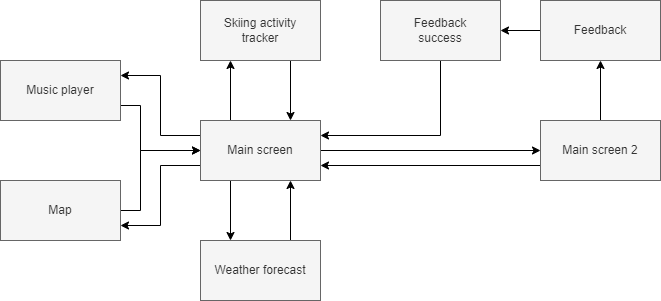 Skiing activity
tracker
Feedback
success
Feedback
Music player
Main screen
Main screen 2
Map
Weather forecast